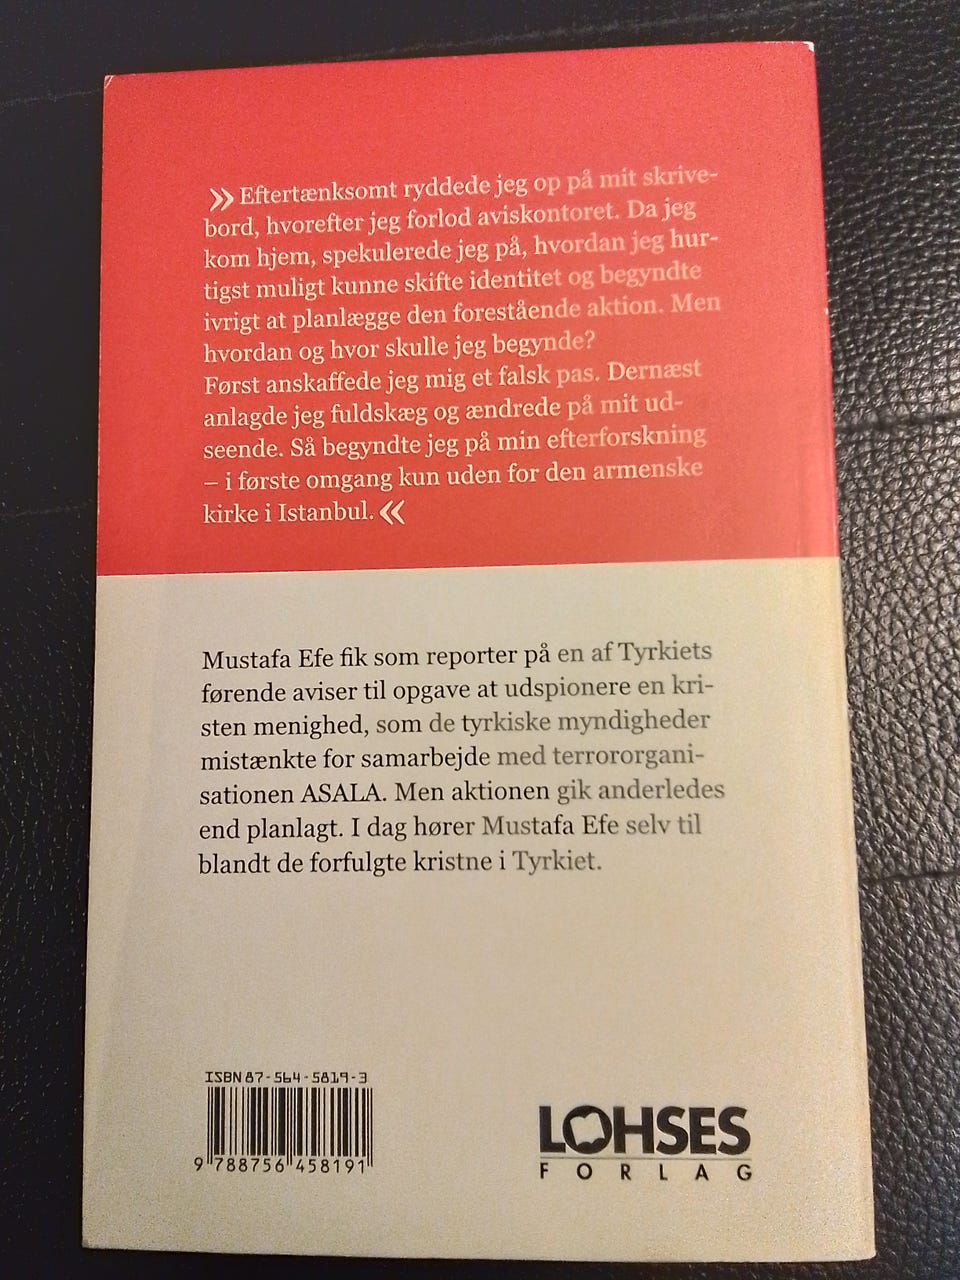 » Eftertænksomt ryddede jeg op på mit skrive-
bord, hvorefter jeg forlod aviskontoret. Da jeg
kom hjem, spekulerede jeg på, hvordan jeg hur-
tigst muligt kunne skifte identitet og begyndte
ivrigt at planlægge den forestående aktion. Men
hvordan og hvor skulle jeg begynde?
Først anskaffede jeg mig et falsk pas. Dernæst
anlagde jeg fuldskæg og ændrede på mit ud-
seende. Så begyndte jeg på min efterforskning
– i første omgang kun uden for den armenske
kirke i Istanbul. «
Mustafa Efe fik som reporter på en af Tyrkiets
førende aviser til opgave at udspionere en kri-
sten menighed, som de tyrkiske myndigheder
mistænkte for samarbejde med terrororgani-
sationen ASALA. Men aktionen gik anderledes
end planlagt. I dag hører Mustafa Efe selv til
blandt de forfulgte kristne i Tyrkiet.
ISBN 87-564-5819-3
9 788756 458191
LOHSES
FORLAG